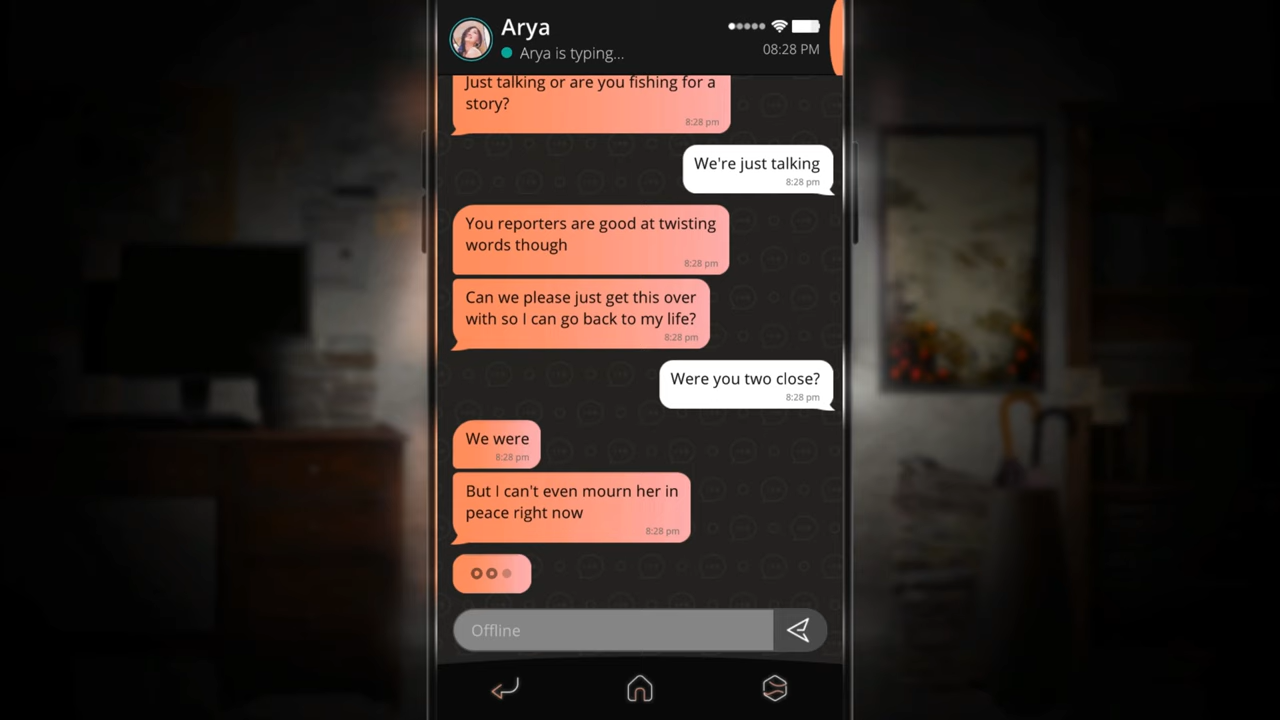 Arya
Arya is typing...
08:28 PM
Just talking or are you fishing for a
story?
8:28 pm
We're just talking
8:28 pm
You reporters are good at twisting
words though
8:28 pm
Can we please just get this over
with so I can go back to my life?
8:28 pm
Were you two close?
8:28 pm
We were
8:28 pm
But I can't even mourn her in
peace right now
8:28 pm
Offline